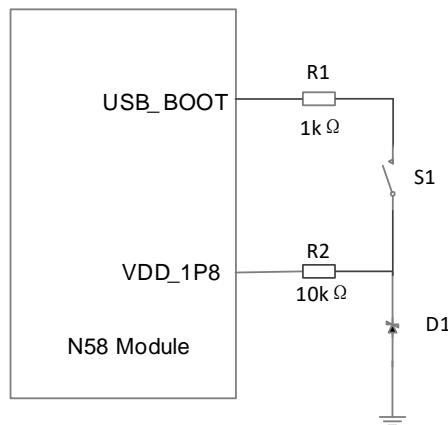 R1
USB_BOOT
1kΩ
S1
R2
VDD_1P8
10kΩ
D1
N58 Module